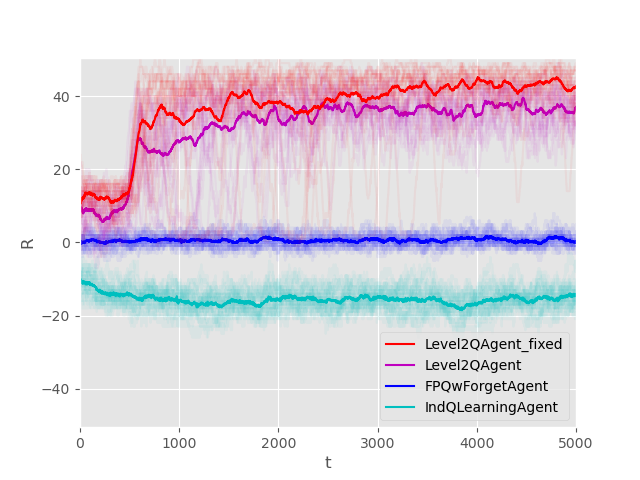 40
20
0
−20
−40
R
0
1000
2000
3000
4000
5000
t
Level2QAgent_fixed
Level2QAgent
FPQwForgetAgent
IndQLearningAgent